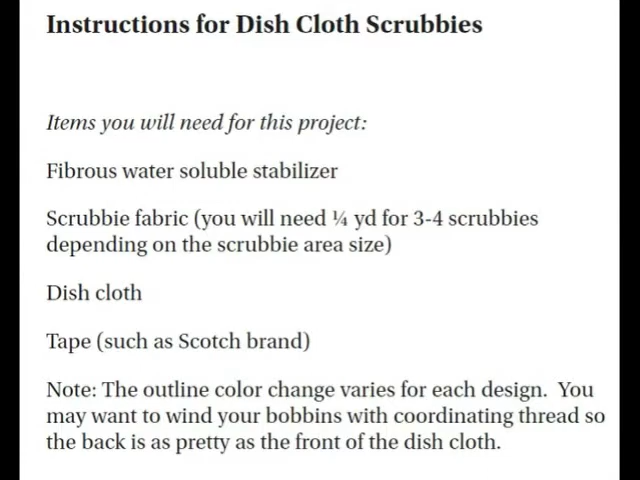 Instructions for Dish Cloth Scrubbies
Items you will need for this project:
Fibrous water soluble stabilizer
Scrubbie fabric (you will need ¼ yd for 3-4 scrubbies
depending on the scrubbie area size)
Dish cloth
Tape (such as Scotch brand)
Note: The outline color change varies for each design.  You
may want to wind your bobbins with coordinating thread so
the back is as pretty as the front of the dish cloth.